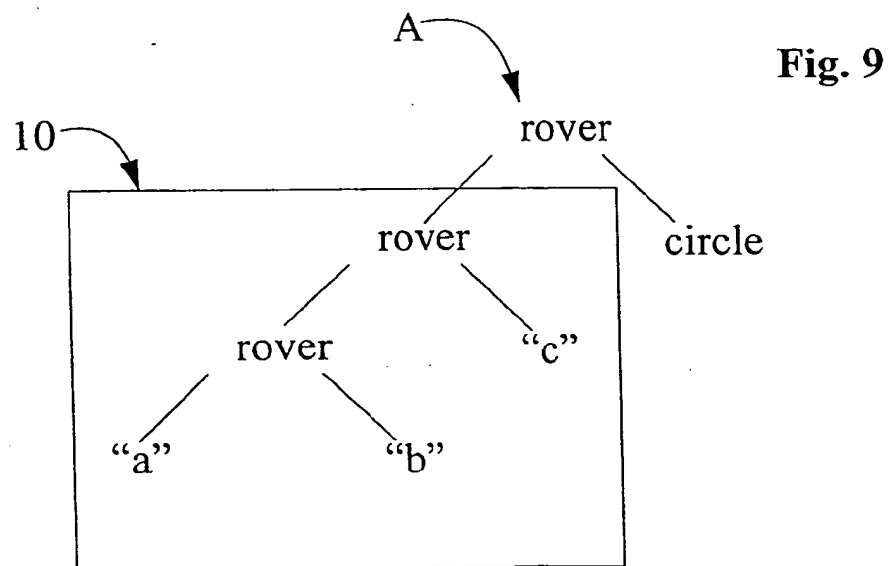 A
Fig. 9
rover
10
rover
circle
rover
“c”
“a”
“b”